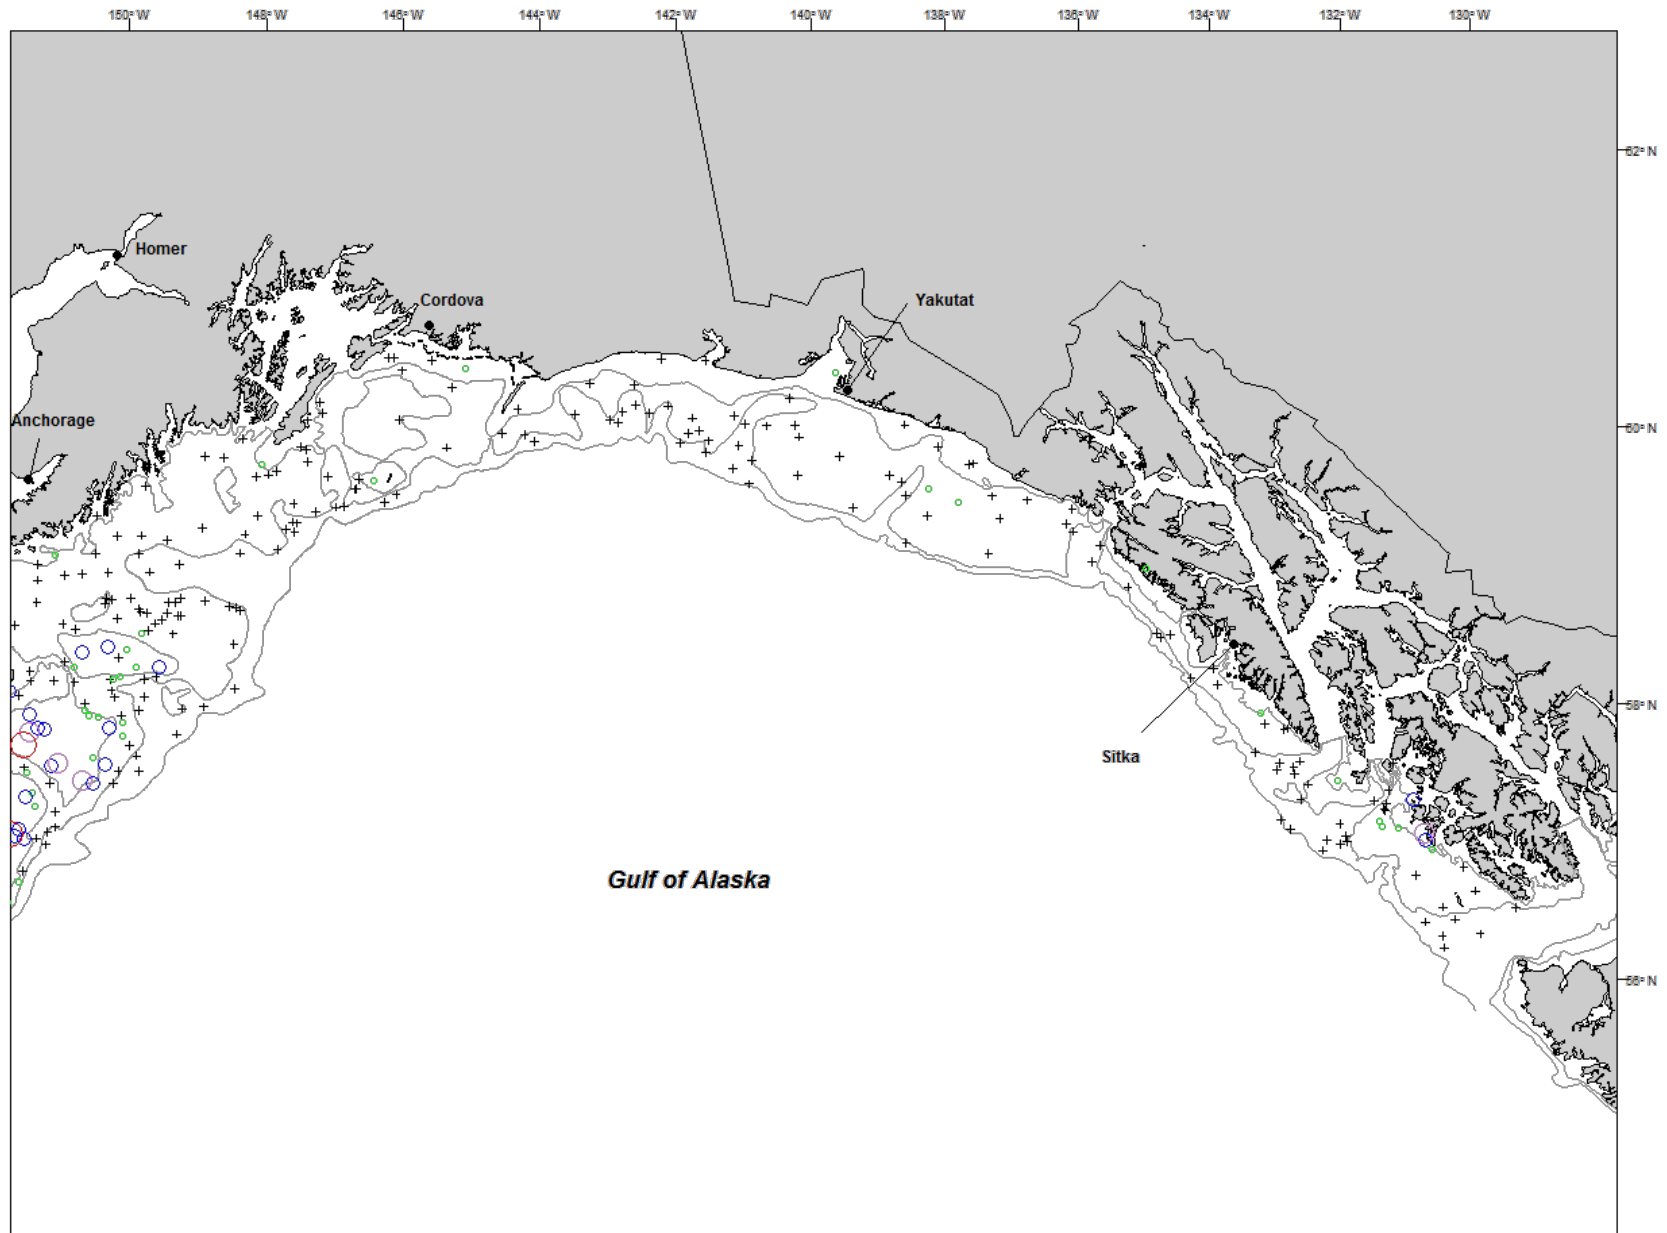 150° W 148° W 146° W 144° W 142° W 140° W 138° W 136° W 134° W 132° W 130° W
62° N
Homer
Cordova
Yakutat
Anchorage
60° N
58° N
Sitka
Gulf of Alaska
56° N